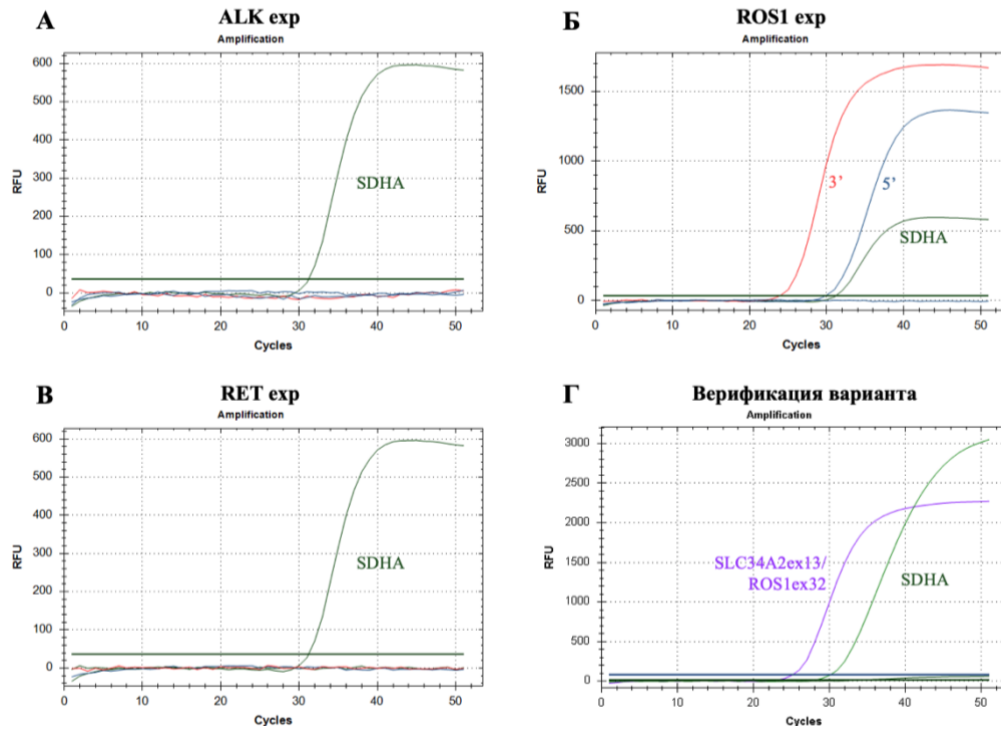 А
ALK exp
Amplification
600
500
400
300
200
100
0
RFU
SDHA
0 10 20 30 40 50
Cycles
Б
ROS1 exp
Amplification
1500
1000
500
0
RFU
3’
5’
SDHA
0 10 20 30 40 50
Cycles
В
RET exp
Amplification
600
500
400
300
200
100
0
RFU
SDHA
0 10 20 30 40 50
Cycles
Г
Верификация варианта
Amplification
3000
2500
2000
1500
1000
500
0
RFU
SLC34A2ex13/
ROS1ex32
SDHA
0 10 20 30 40 50
Cycles